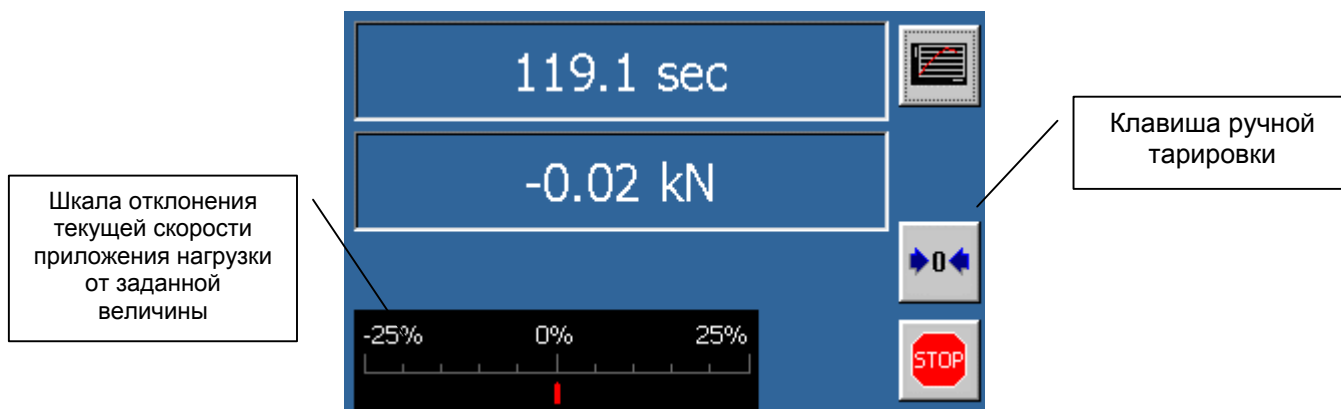 119.1 sec
-0.02 kN
Клавиша ручной
тарировки
Шкала отклонения
текущей скорости
приложения нагрузки
от заданной
величины
0
-25% 0% 25%
STOP